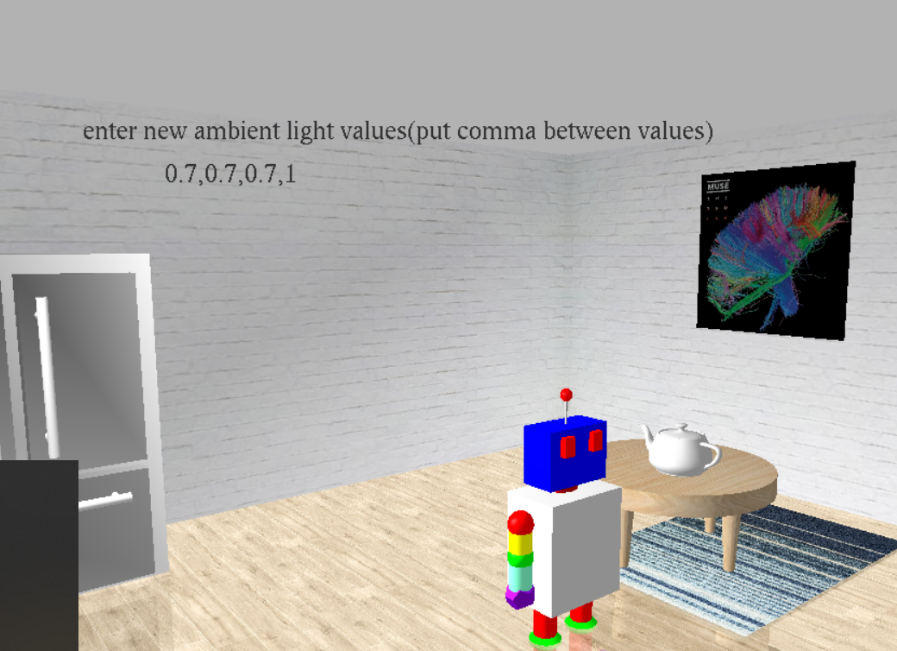 enter new ambient light values(put comma between values)
0.7,0.7,0.7,1
MUSE